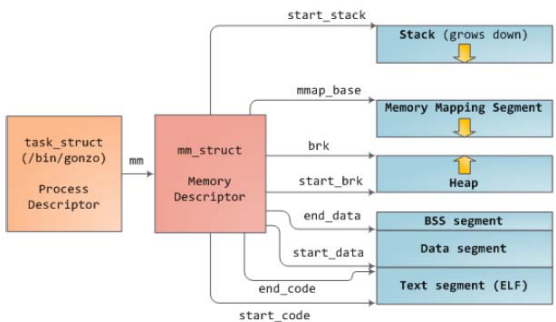 start_stack
Stack (grows down)
mmap_base
Memory Mapping Segment
task_struct
(/bin/gonzo)
Process
Descriptor
mm
mm_struct
Memory
Descriptor
brk
start_brk
Heap
end_data
BSS segment
start_data
Data segment
end_code
Text segment (ELF)
start_code